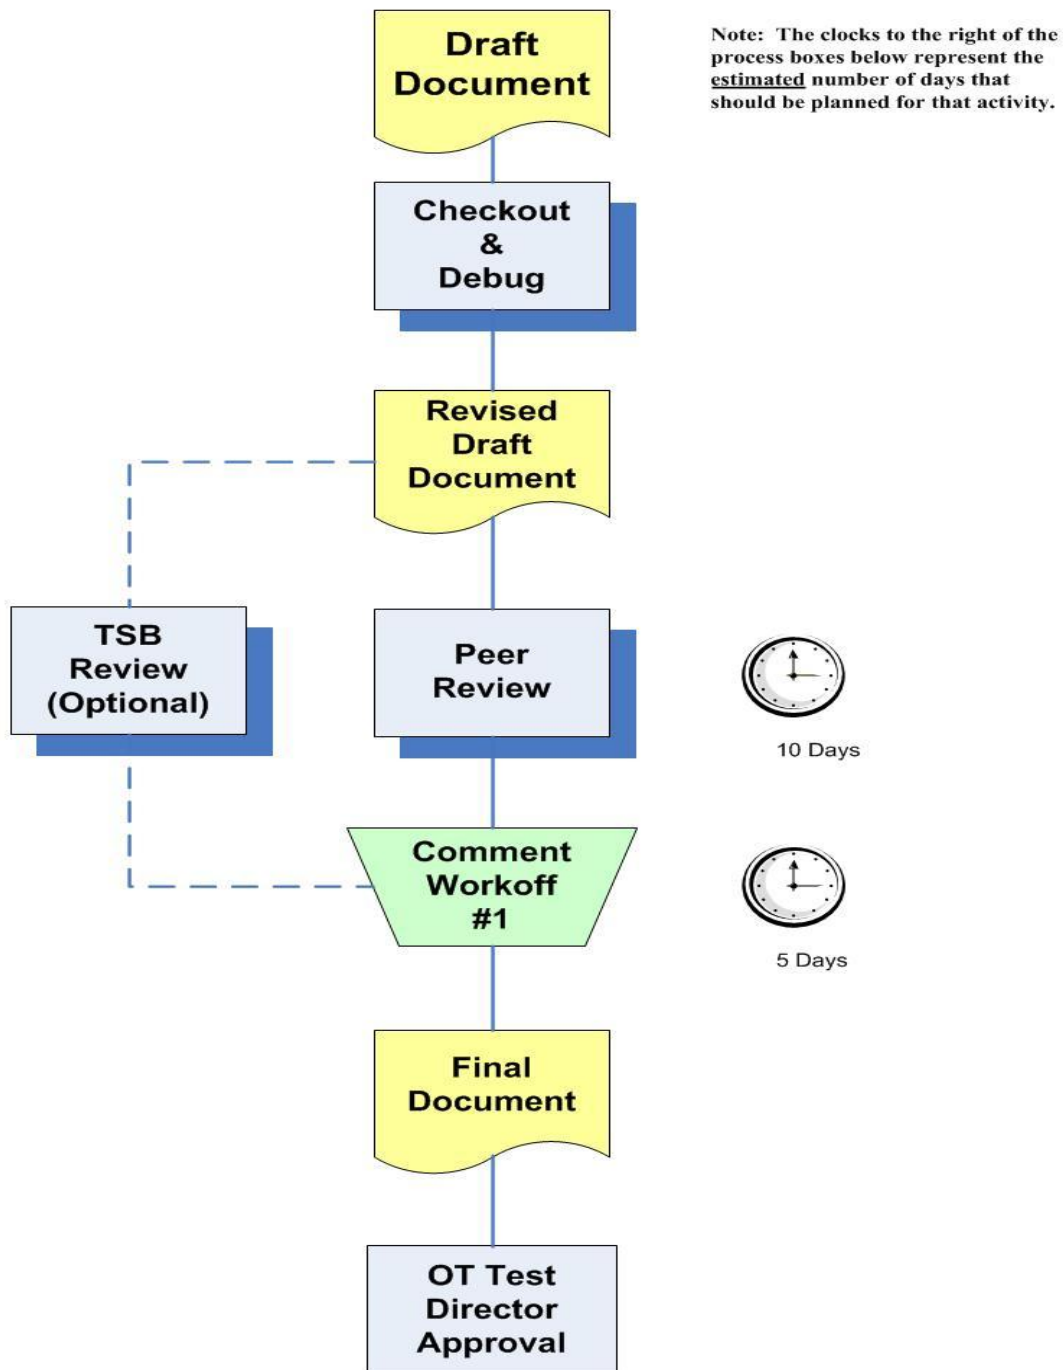 Draft
Document
Note: The clocks to the right of the
process boxes below represent the
estimated number of days that
should be planned for that activity.
Checkout
&
Debug
Revised
Draft
Document
TSB
Review
(Optional)
Peer
Review
10 Days
Comment
Workoff
#1
5 Days
Final
Document
OT Test
Director
Approval